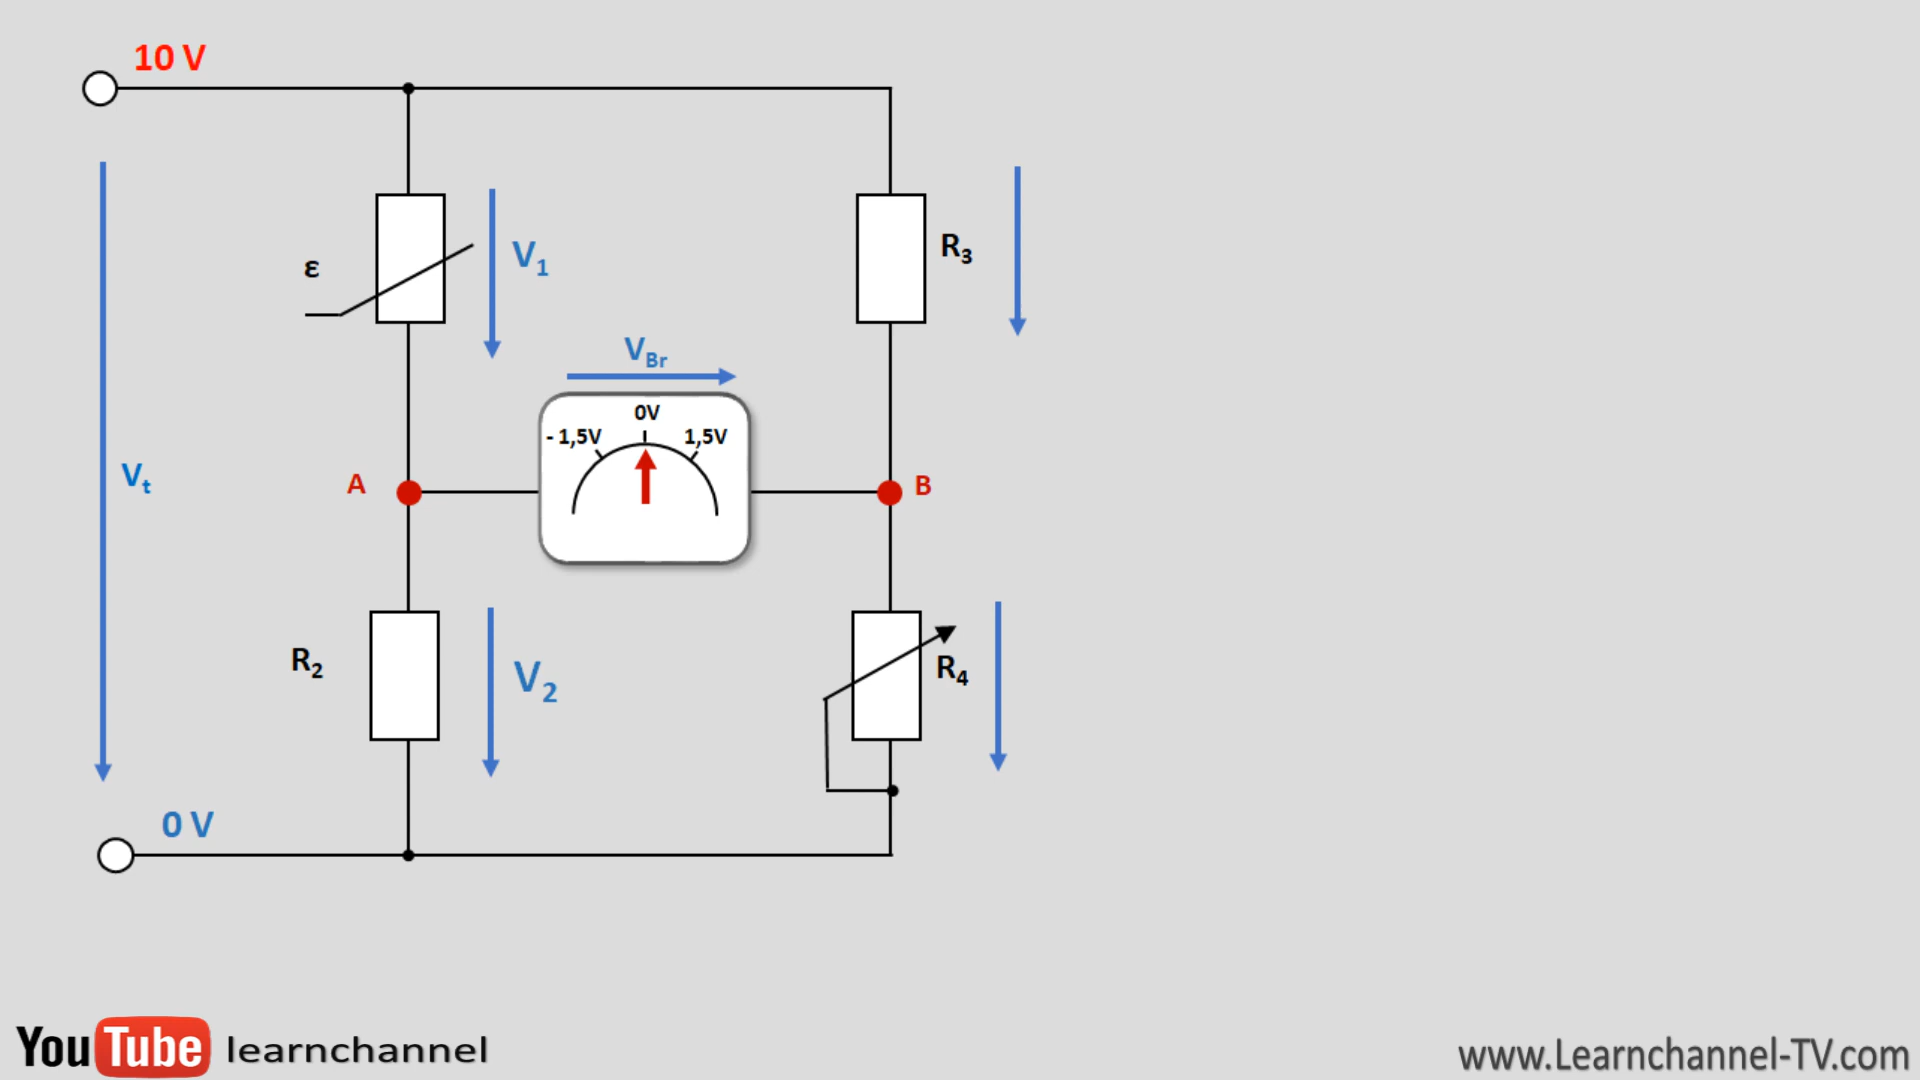 10 V
ε
V1
R3
VBr
0V
- 1,5V
1,5V
Vt
A
B
R2
V2
R4
0 V
YouTube learnchannel
www.Learnchannel-TV.com